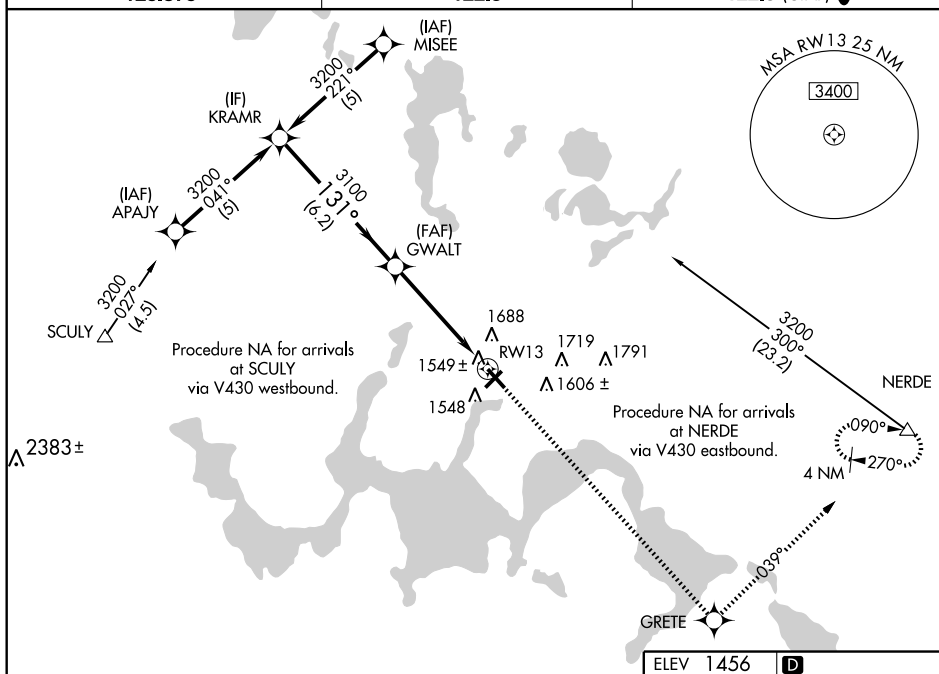 (IAF)
MISEE
3200
221°
(5)
MSA RW13 25 NM
3400
(IF)
KRAMR
3200
041°
(5)
(IAF)
APAJY
3100
131°
(6.2)
(FAF)
GWALT
3200
027°
(4.5)
SCULY
Procedure NA for arrivals
at SCULY
via V430 westbound.
1688
RW13
1549±
1719
1791
1606 ±
1548
3200
300°
(23.2)
NERDE
Procedure NA for arrivals
at NERDE
via V430 eastbound.
090°
270°
4 NM
2383±
039°
GRETE
ELEV 1456
D